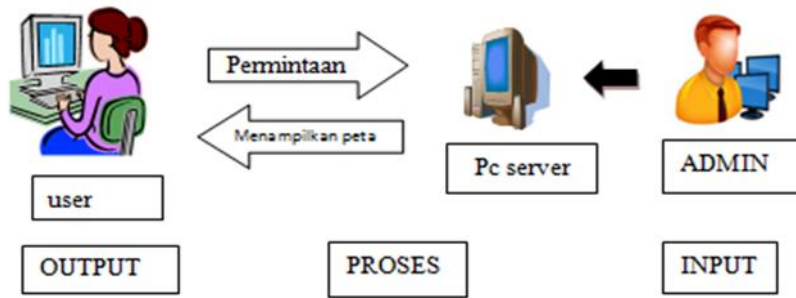 Permintaan
Menampilkan peta
user
Pc server
ADMIN
OUTPUT
PROSES
INPUT